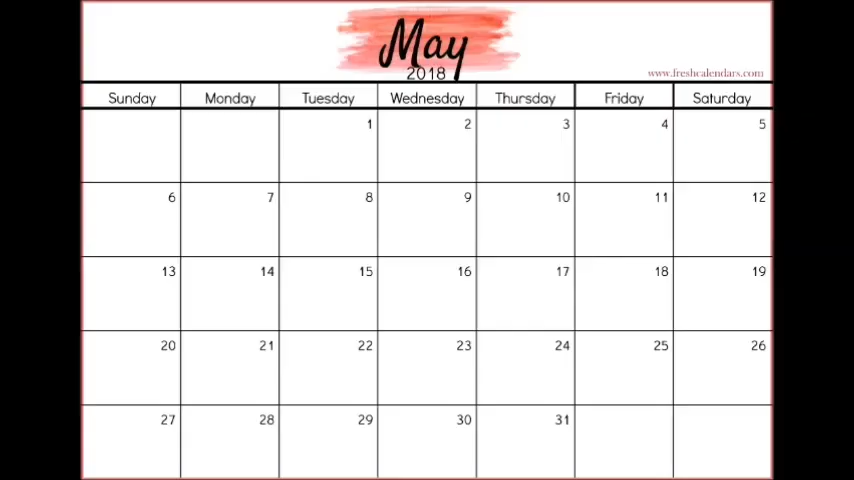 May
2018
www.freshcalendars.com
Sunday Monday Tuesday Wednesday Thursday Friday Saturday
1 2 3 4 5
6 7 8 9 10 11 12
13 14 15 16 17 18 19
20 21 22 23 24 25 26
27 28 29 30 31